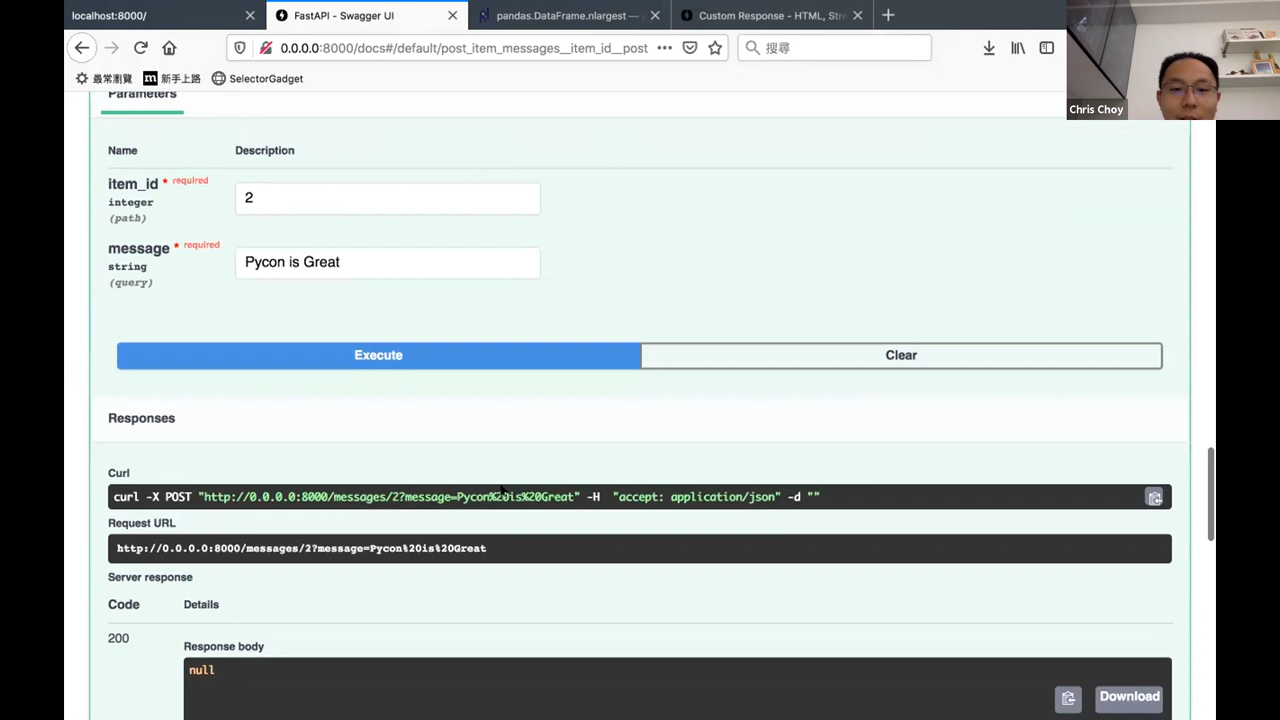 localhost:8000/
FastAPI - Swagger UI
pandas.DataFrame.nlargest —
Custom Response - HTML, Str
0.0.0.0:8000/docs#/default/post_item_messages__item_id__post
搜尋
最常瀏覽
新手上路
SelectorGadget
Chris Choy
Parameters
Name Description
item_id * required
2
integer
(path)
message * required
Pycon is Great
string
(query)
Execute
Clear
Responses
Curl
curl -X POST "http://0.0.0.0:8000/messages/2?message=Pycon%20is%20Great" -H "accept: application/json" -d ""
Request URL
http://0.0.0.0:8000/messages/2?message=Pycon%20is%20Great
Server response
Code Details
200
Response body
null
Download